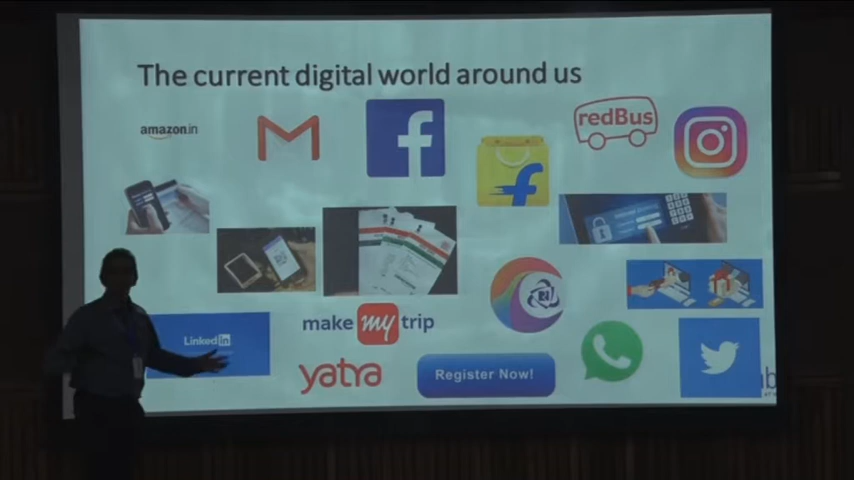 The current digital world around us
amazon.in
redBus
LinkedIn
make my trip
yatra
Register Now!